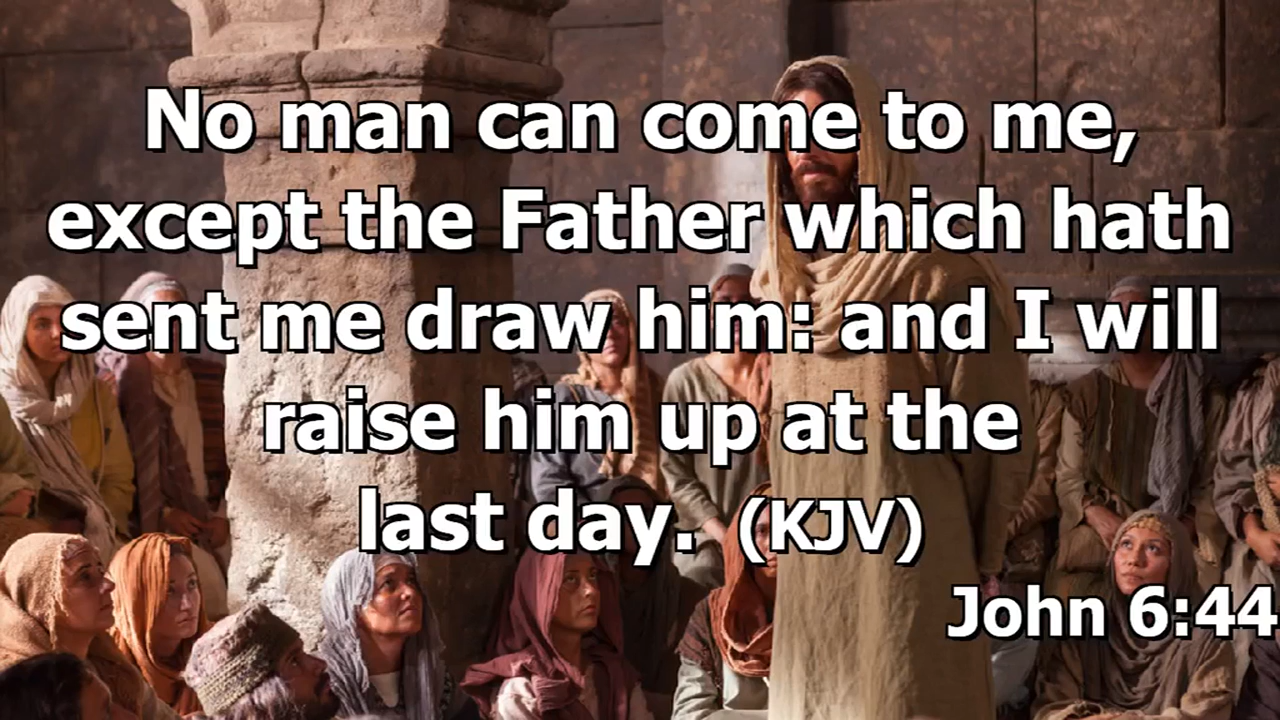 No man can come to me,
except the Father which hath
sent me draw him: and I will
raise him up at the
last day. (KJV)
John 6:44